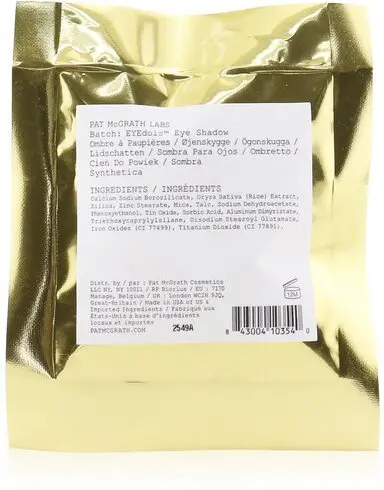 PAT McGRATH LABS
Batch: EYEdols™ Eye Shadow
Ombre à Paupières / Øjenskygge / Ögonskugga /
Lidschatten / Sombra Para Ojos / Ombretto /
Cień Do Powiek / Sombra
Synthetica
INGREDIENTS / INGRÉDIENTS
Calcium Sodium Borosilicate, Oryza Sativa (Rice) Extract,
Silica, Zinc Stearate, Mica, Talc, Sodium Dehydroacetate,
Phenoxyethanol, Tin Oxide, Sorbic Acid, Aluminum Dimyristate,
Triethoxycaprylylsilane, Disodium Stearoyl Glutamate,
Iron Oxides (CI 77499), Titanium Dioxide (CI 77891).
Distr. by / par : Pat McGrath Cosmetics
LLC NY, NY 10011 / RP Biorius / EU : 7170
Manage, Belgium / UK : London WC2N
Great-Britain / Made in USA of US &
Imported Ingredients / Fabriqué aux
États-Unis à base d'ingrédients
locaux et importés
PATMCGRATH.COM
2549A
12M
8 43004 10354 0